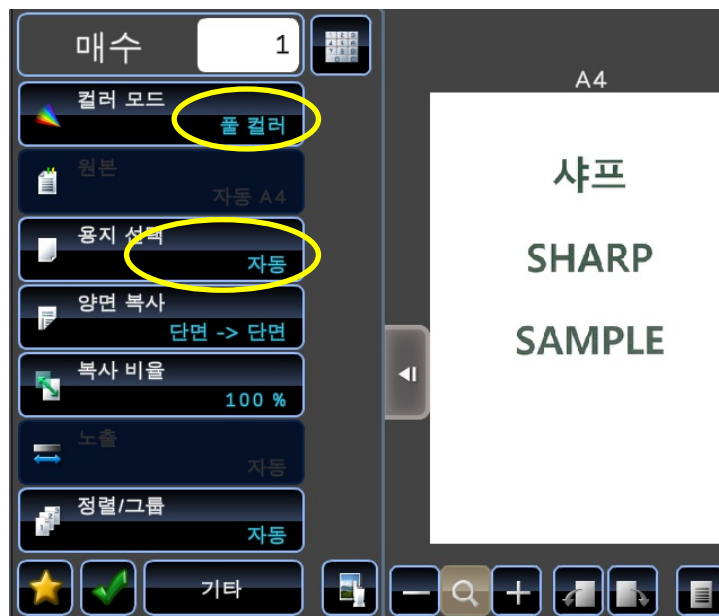 매수 1
컬러 모드
풀 컬러
원본
자동 A4
용지 선택
자동
양면 복사
단면 -> 단면
복사 비율
100 %
노출
자동
정렬/그룹
자동
기타
A4
샤프
SHARP
SAMPLE